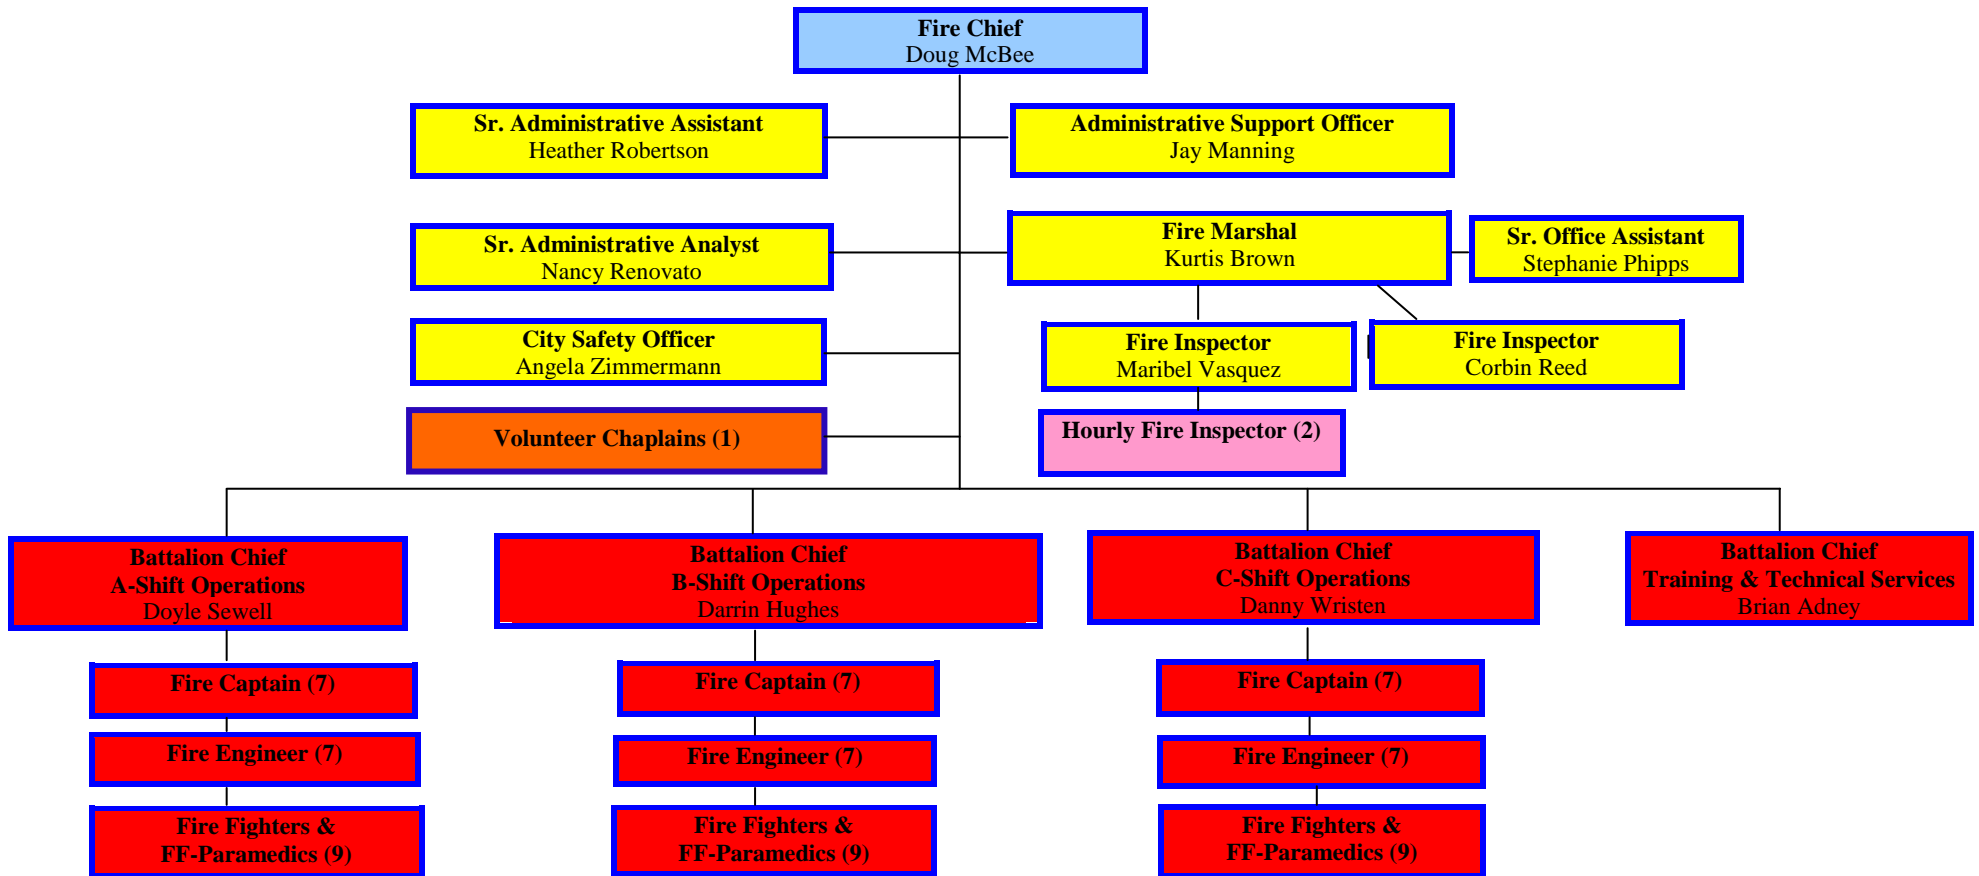 Fire Chief
Doug McBee
Sr. Administrative Assistant
Heather Robertson
Administrative Support Officer
Jay Manning
Sr. Administrative Analyst
Nancy Renovato
Fire Marshal
Kurtis Brown
Sr. Office Assistant
Stephanie Phipps
City Safety Officer
Angela Zimmermann
Fire Inspector
Maribel Vasquez
Fire Inspector
Corbin Reed
Volunteer Chaplains (1)
Hourly Fire Inspector (2)
Battalion Chief
A-Shift Operations
Doyle Sewell
Battalion Chief
B-Shift Operations
Darrin Hughes
Battalion Chief
C-Shift Operations
Danny Wristen
Battalion Chief
Training & Technical Services
Brian Adney
Fire Captain (7)
Fire Captain (7)
Fire Captain (7)
Fire Engineer (7)
Fire Engineer (7)
Fire Engineer (7)
Fire Fighters &
FF-Paramedics (9)
Fire Fighters &
FF-Paramedics (9)
Fire Fighters &
FF-Paramedics (9)